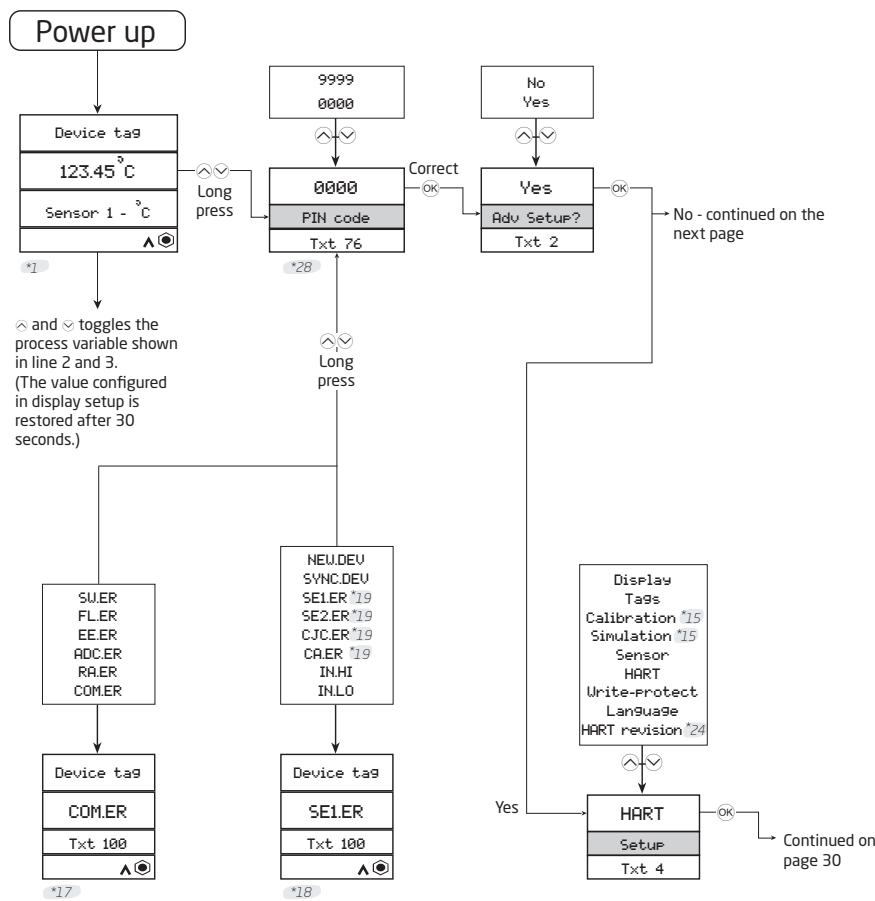 Power up
Device tag
123.45°C
Sensor 1 - °C
*1
and toggles the
process variable shown
in line 2 and 3.
(The value configured
in display setup is
restored after 30
seconds.)
Long
press
9999
0000
0000
PIN code
Txt 76
*28
Correct
OK
No
Yes
Yes
Adv Setup?
Txt 2
OK
No - continued on the
next page
Long
press
SW.ER
FL.ER
EE.ER
ADC.ER
RA.ER
COM.ER
Device tag
COM.ER
Txt 100
*17
NEW.DEV
SYNC.DEV
SE1.ER *19
SE2.ER *19
CJC.ER *19
CA.ER *19
IN.HI
IN.LO
Device tag
SE1.ER
Txt 100
*18
Display
Tags
Calibration *15
Simulation *15
Sensor
HART
Write-protect
Language
HART revision *24
Yes
HART
Setup
Txt 4
OK
Continued on
page 30